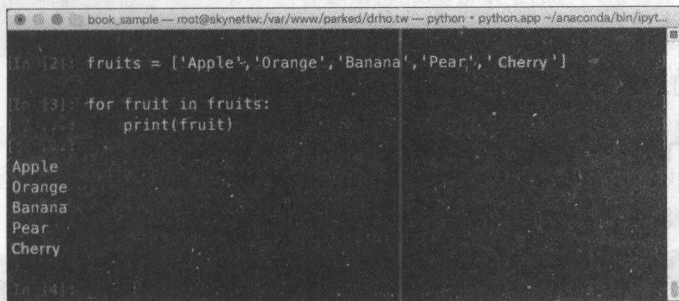 book_sample — root@skynettw:/var/www/parked/drho.tw — python • python.app ~/anaconda/bin/ipyt...
In [2]: fruits = ['Apple','Orange','Banana','Pear','Cherry']
In [3]: for fruit in fruits:
...: print(fruit)
...:
Apple
Orange
Banana
Pear
Cherry
In [4]: